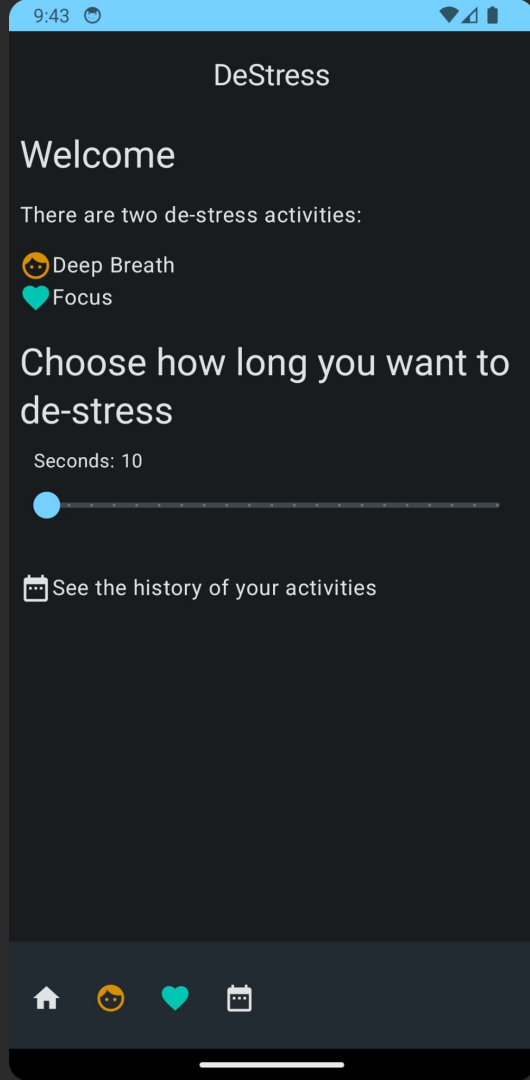 9:43
DeStress
Welcome
There are two de-stress activities:
Deep Breath
Focus
Choose how long you want to
de-stress
Seconds: 10
See the history of your activities